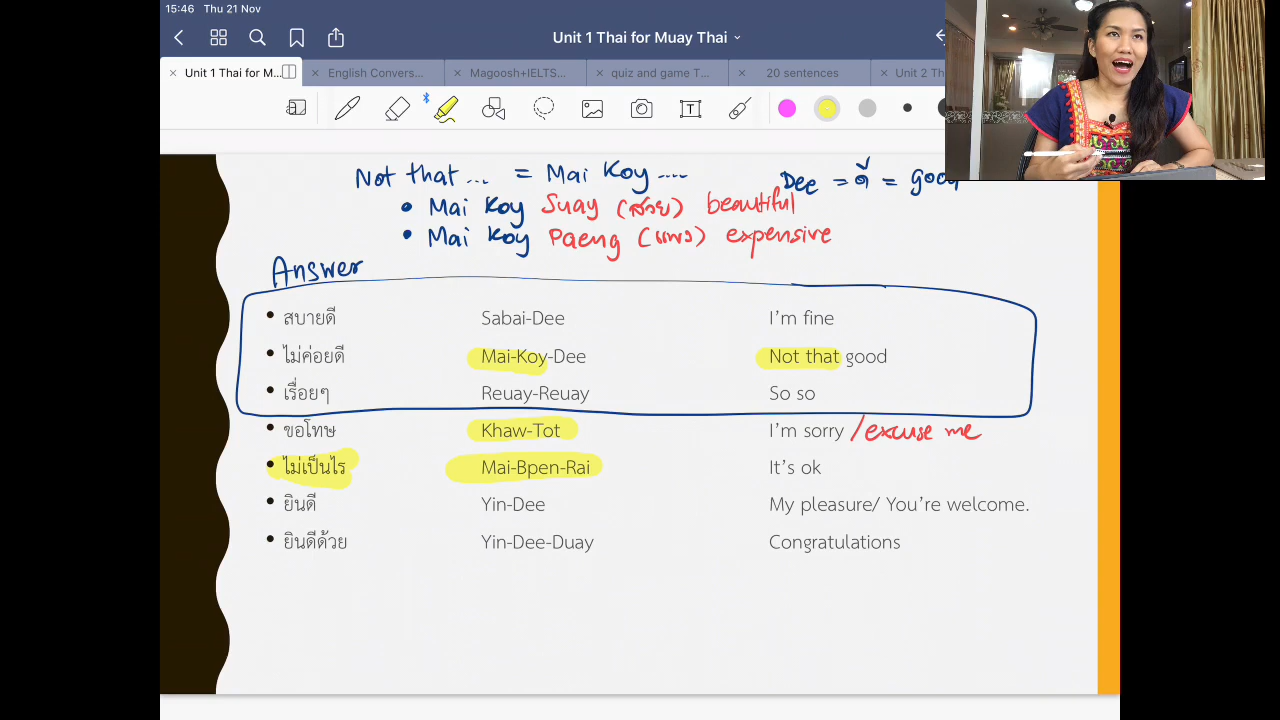 15:46 Thu 21 Nov
Unit 1 Thai for Muay Thai
Unit 1 Thai for M... English Convers... Magoosh+IELTS... quiz and game T... 20 sentences Unit 2 Th
T
Not that ... = Mai Koy .... Dee = ดี = good
• Mai Koy Suay (สวย) beautiful
• Mai Koy Paeng (แพง) expensive
Answer
• สบายดี Sabai-Dee I'm fine
• ไม่ค่อยดี Mai-Koy-Dee Not that good
• เรื่อยๆ Reuay-Reuay So so
• ขอโทษ Khaw-Tot I'm sorry /excuse me
• ไม่เป็นไร Mai-Bpen-Rai It's ok
• ยินดี Yin-Dee My pleasure/ You're welcome.
• ยินดีด้วย Yin-Dee-Duay Congratulations